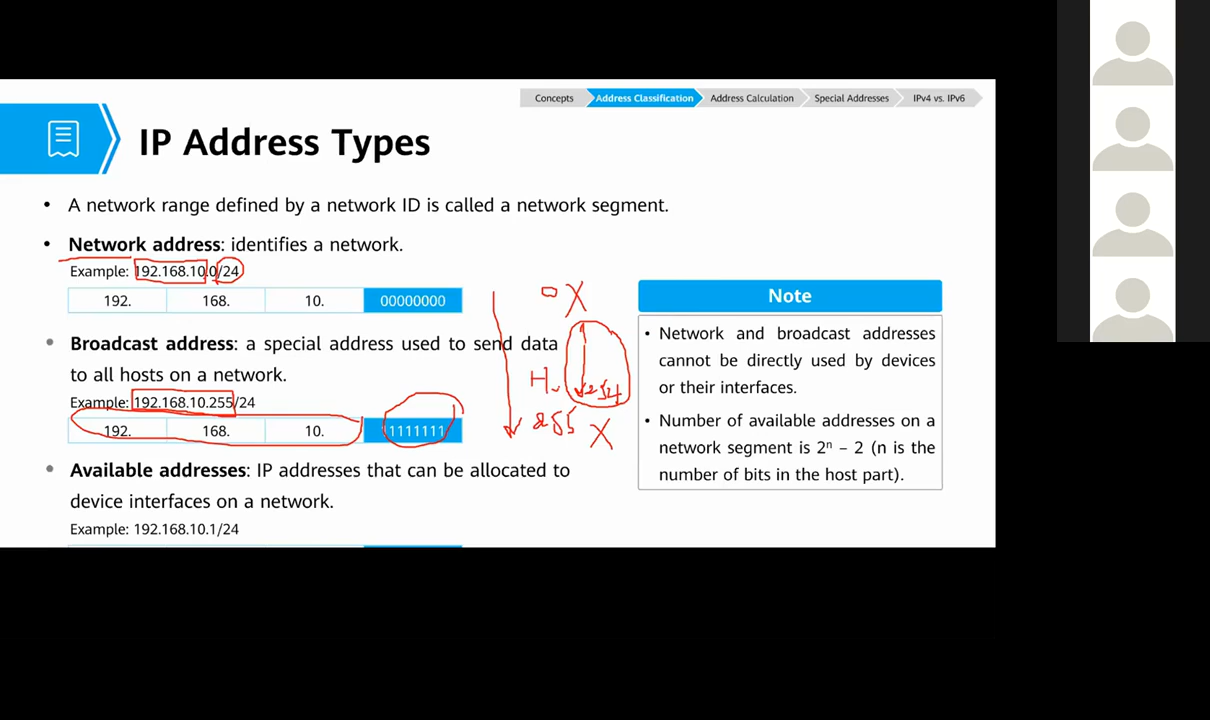 Concepts Address Classification Address Calculation Special Addresses IPv4 vs. IPv6
IP Address Types
• A network range defined by a network ID is called a network segment.
• Network address: identifies a network.
Example: 192.168.10.0/24
192. 168. 10. 00000000
• Broadcast address: a special address used to send data
to all hosts on a network.
Example: 192.168.10.255/24
192. 168. 10. 11111111
• Available addresses: IP addresses that can be allocated to
device interfaces on a network.
Example: 192.168.10.1/24
0 X
H. 254
255 X
Note
• Network and broadcast addresses
cannot be directly used by devices
or their interfaces.
• Number of available addresses on a
network segment is 2ⁿ – 2 (n is the
number of bits in the host part).